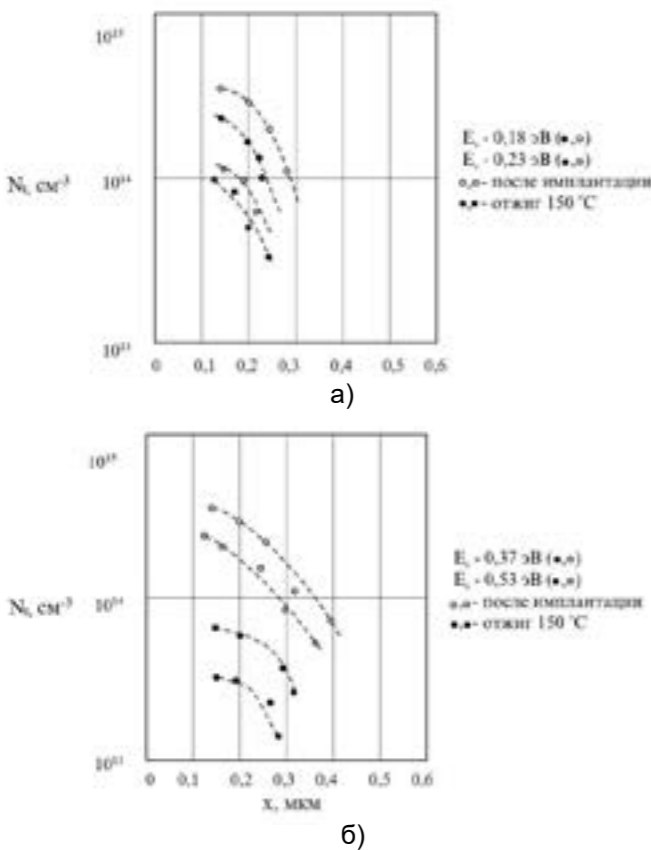 10¹⁵
N_t, см⁻³
10¹⁴
10¹³
0 0,1 0,2 0,3 0,4 0,5 0,6
E_c - 0,18 эВ (●,○)
E_c - 0,23 эВ (●,○)
○,○- после имплантации
●,●- отжиг 150 °C
а)
10¹⁵
N_t, см⁻³
10¹⁴
10¹³
0 0,1 0,2 0,3 0,4 0,5 0,6
x, мкм
E_c - 0,37 эВ (●,○)
E_c - 0,53 эВ (●,○)
○,○- после имплантации
●,●- отжиг 150 °C
б)